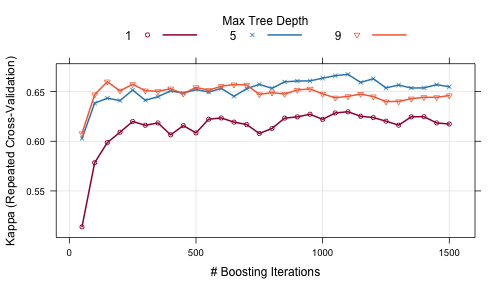 Max Tree Depth
1 5 9
Kappa (Repeated Cross-Validation)
0.65
0.60
0.55
0 500 1000 1500
# Boosting Iterations